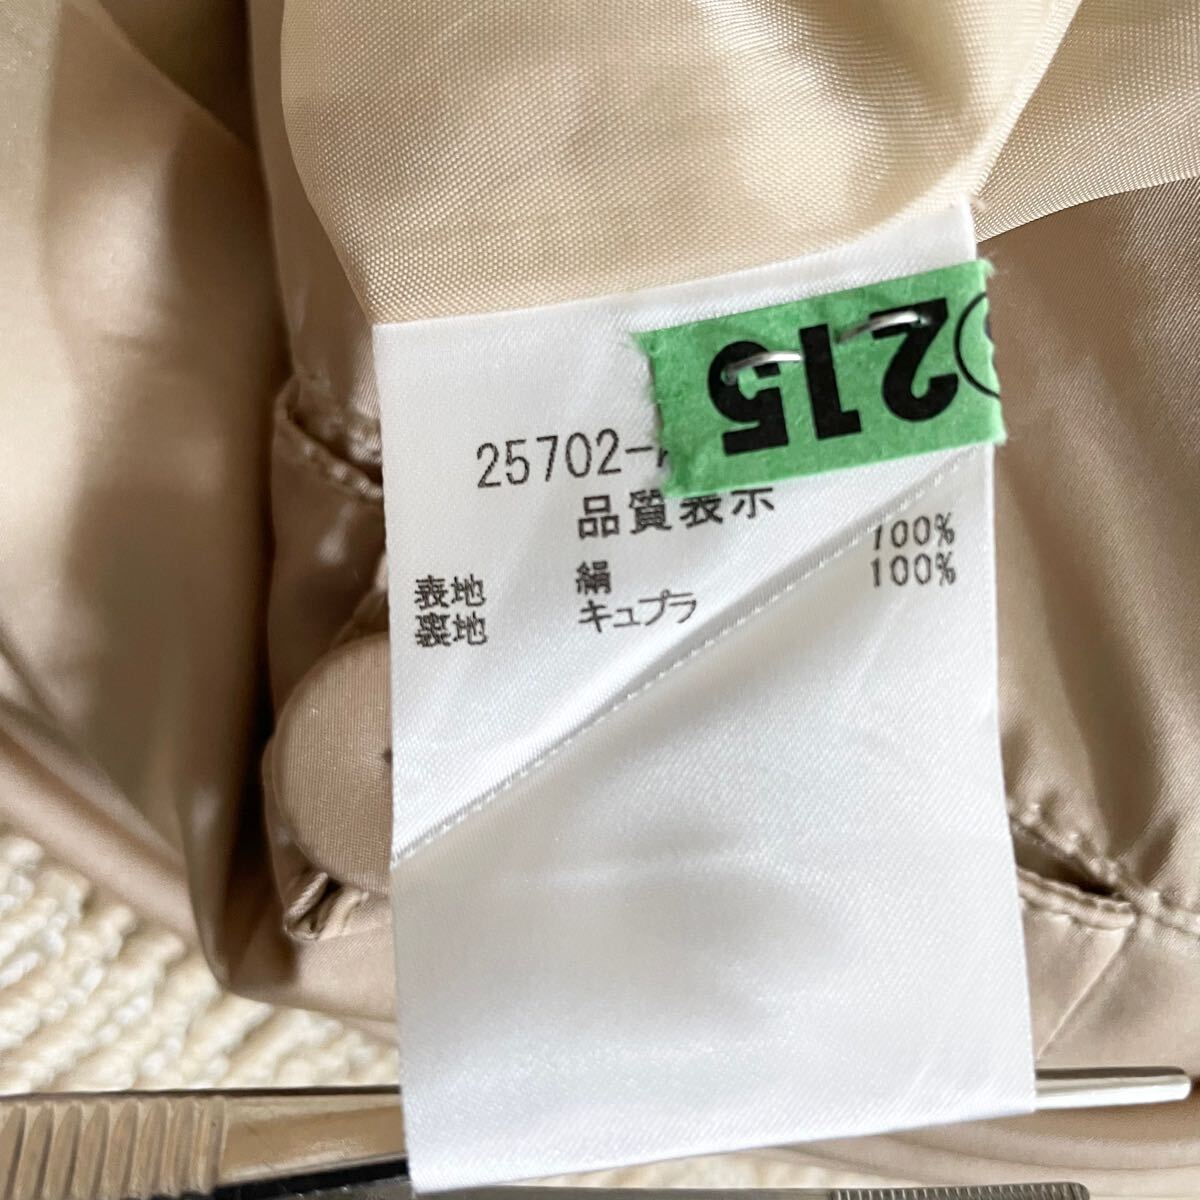 215
25702-
品質表示
表地 絹 100%
裏地 キュプラ 100%